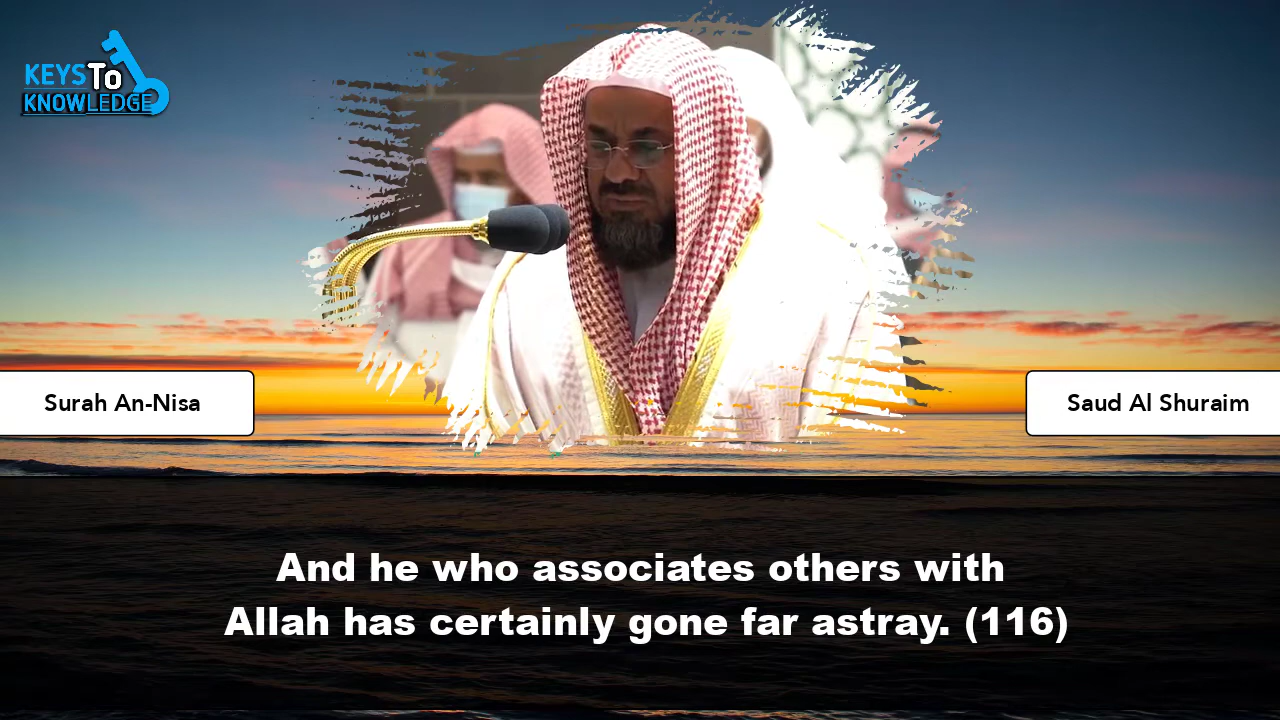 KEYS To
KNOWLEDGE
Surah An-Nisa
Saud Al Shuraim
And he who associates others with
Allah has certainly gone far astray. (116)